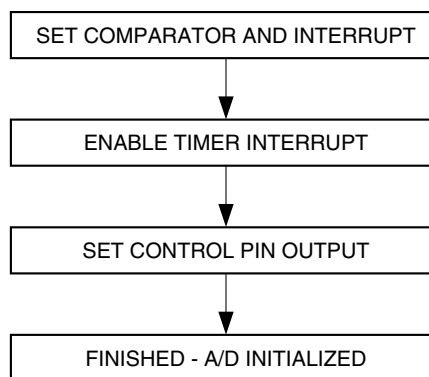 SET COMPARATOR AND INTERRUPT
ENABLE TIMER INTERRUPT
SET CONTROL PIN OUTPUT
FINISHED - A/D INITIALIZED